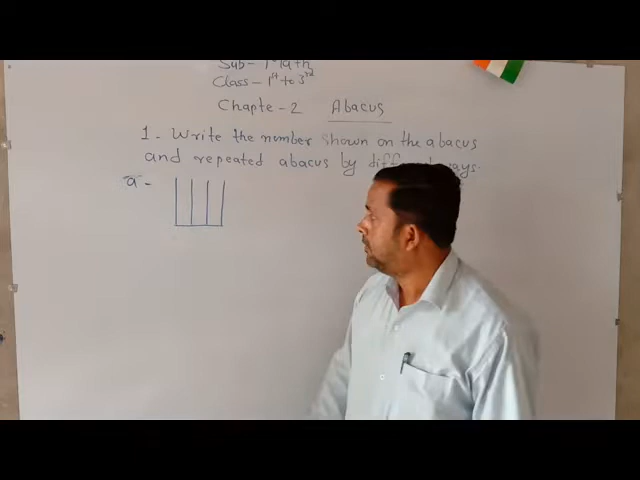 Sub- Math
Class - 1st to 3rd
Chapte - 2 Abacus
1. Write the number shown on the abacus
and repeated abacus by ways.
a -